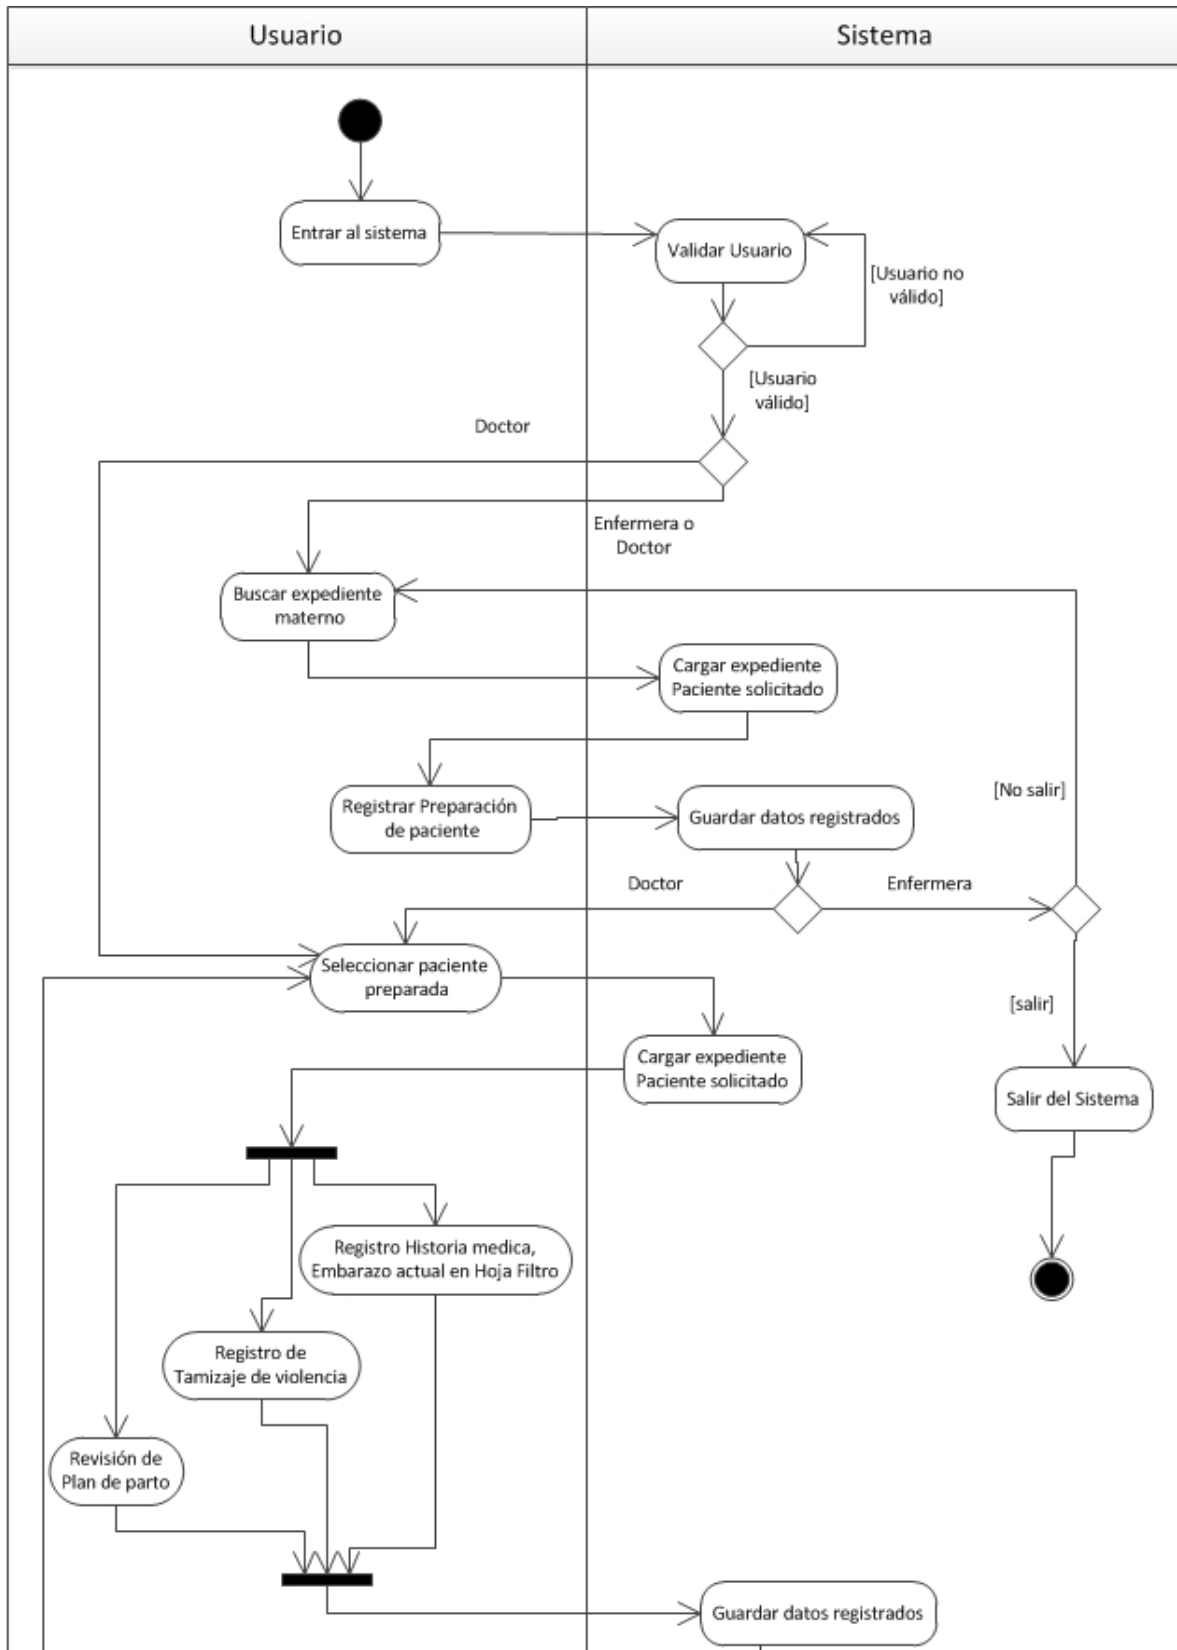 Usuario
Sistema
Entrar al sistema
Validar Usuario
[Usuario no
válido]
[Usuario
válido]
Doctor
Enfermera o
Doctor
Buscar expediente
materno
Cargar expediente
Paciente solicitado
Registrar Preparación
de paciente
Guardar datos registrados
[No salir]
Doctor
Enfermera
Seleccionar paciente
preparada
[salir]
Cargar expediente
Paciente solicitado
Salir del Sistema
Registro Historia medica,
Embarazo actual en Hoja Filtro
Registro de
Tamizaje de violencia
Revisión de
Plan de parto
Guardar datos registrados